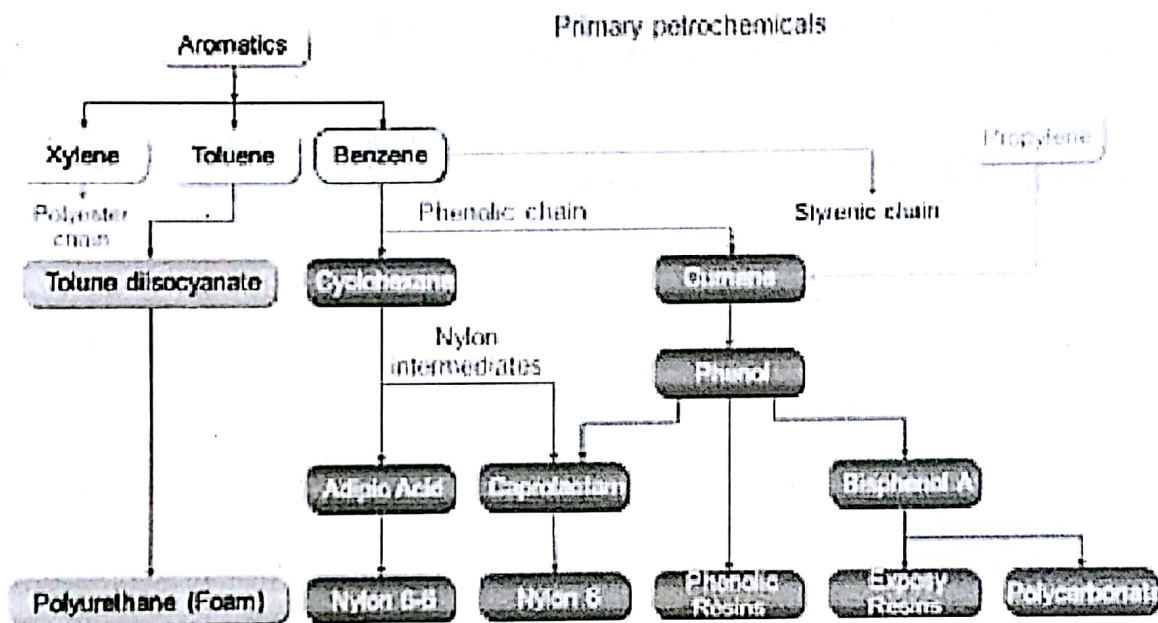 Primary petrochemicals
Aromatics
Xylene
Toluene
Benzene
Propylene
Polyester
chain
Phenolic chain
Styrenic chain
Tolune diisocyanate
Cyclohexane
Cumene
Nylon
intermediates
Phenol
Adipic Acid
Caprolactam
Bisphenol A
Polyurethane (Foam)
Nylon 6-6
Nylon 6
Phenolic
Resins
Exposy
Resins
Polycarbonate